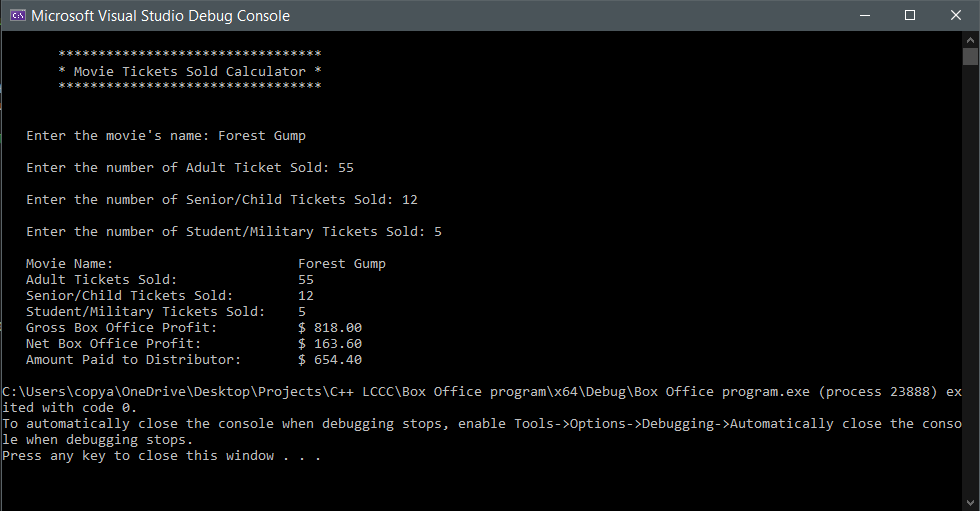 Microsoft Visual Studio Debug Console
*********************************
* Movie Tickets Sold Calculator *
*********************************
Enter the movie's name: Forest Gump
Enter the number of Adult Ticket Sold: 55
Enter the number of Senior/Child Tickets Sold: 12
Enter the number of Student/Military Tickets Sold: 5
Movie Name: Forest Gump
Adult Tickets Sold: 55
Senior/Child Tickets Sold: 12
Student/Military Tickets Sold: 5
Gross Box Office Profit: $ 818.00
Net Box Office Profit: $ 163.60
Amount Paid to Distributor: $ 654.40
C:\Users\copya\OneDrive\Desktop\Projects\C++ LCCC\Box Office program\x64\Debug\Box Office program.exe (process 23888) ex
ited with code 0.
To automatically close the console when debugging stops, enable Tools->Options->Debugging->Automatically close the conso
le when debugging stops.
Press any key to close this window . . .